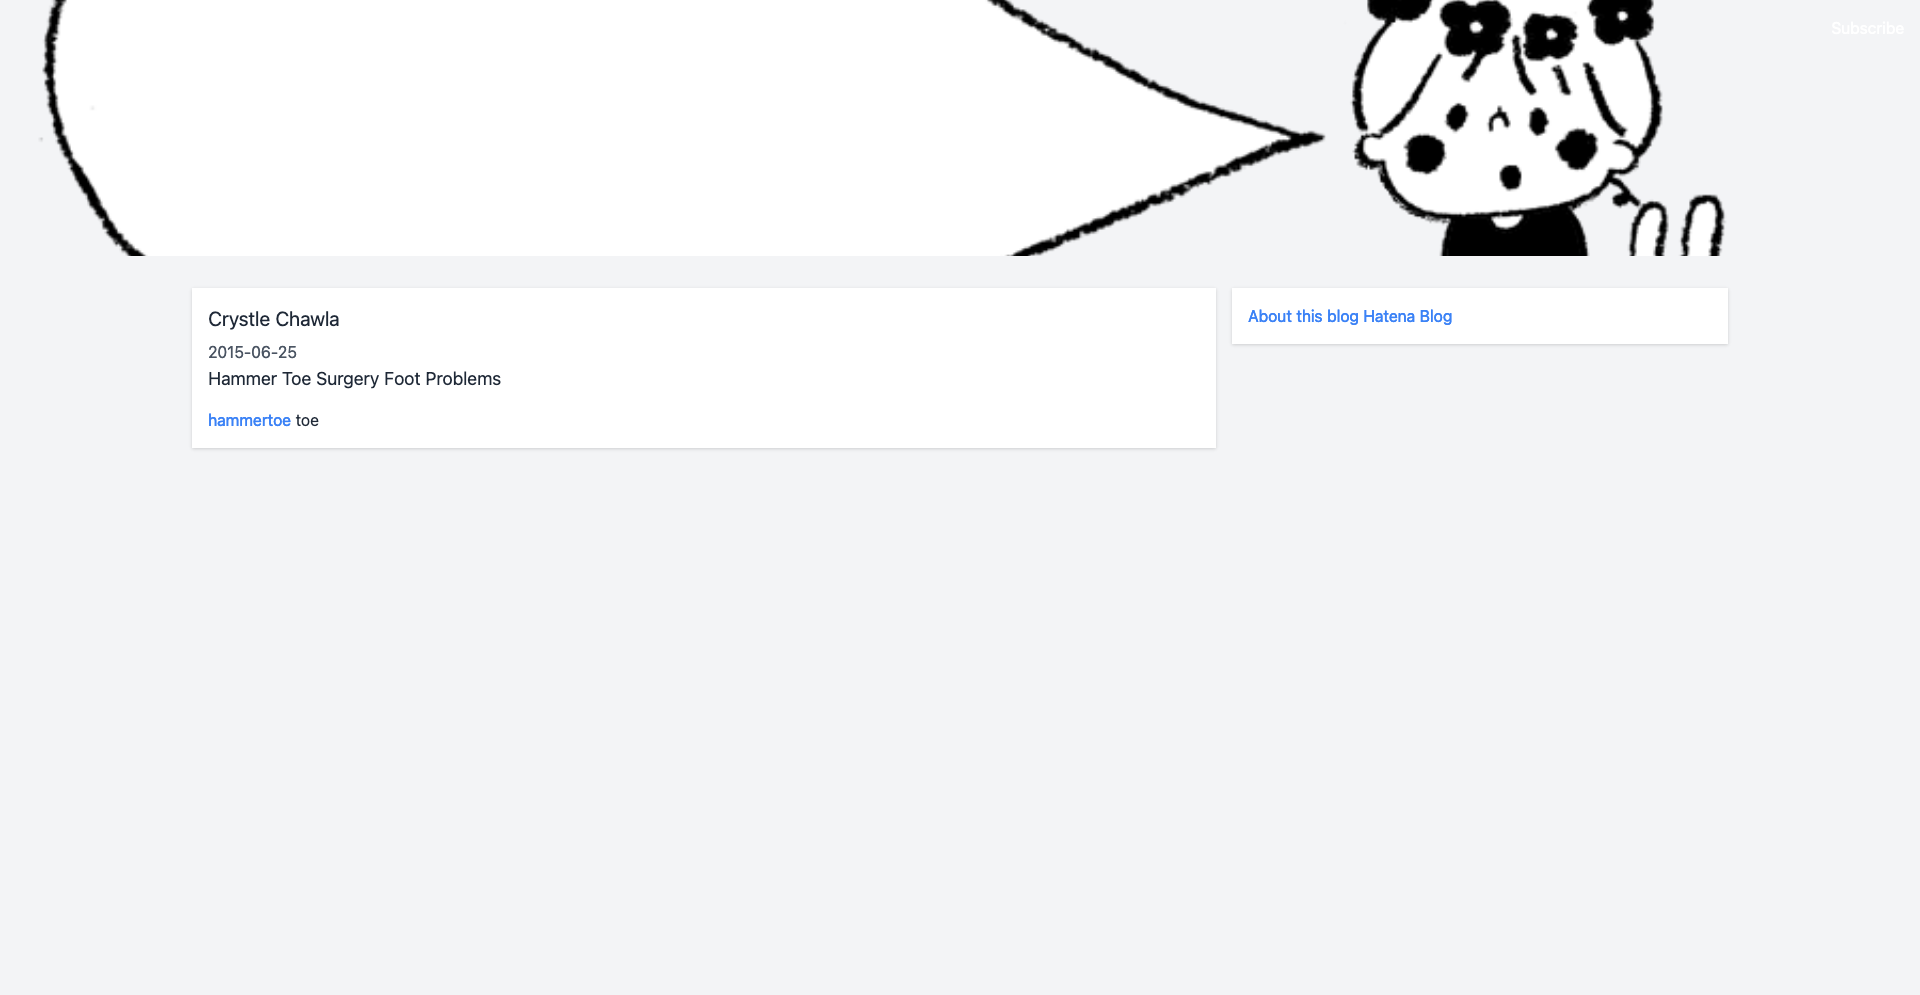 Subscribe
Crystle Chawla
2015-06-25
Hammer Toe Surgery Foot Problems
hammertoe toe
About this blog Hatena Blog